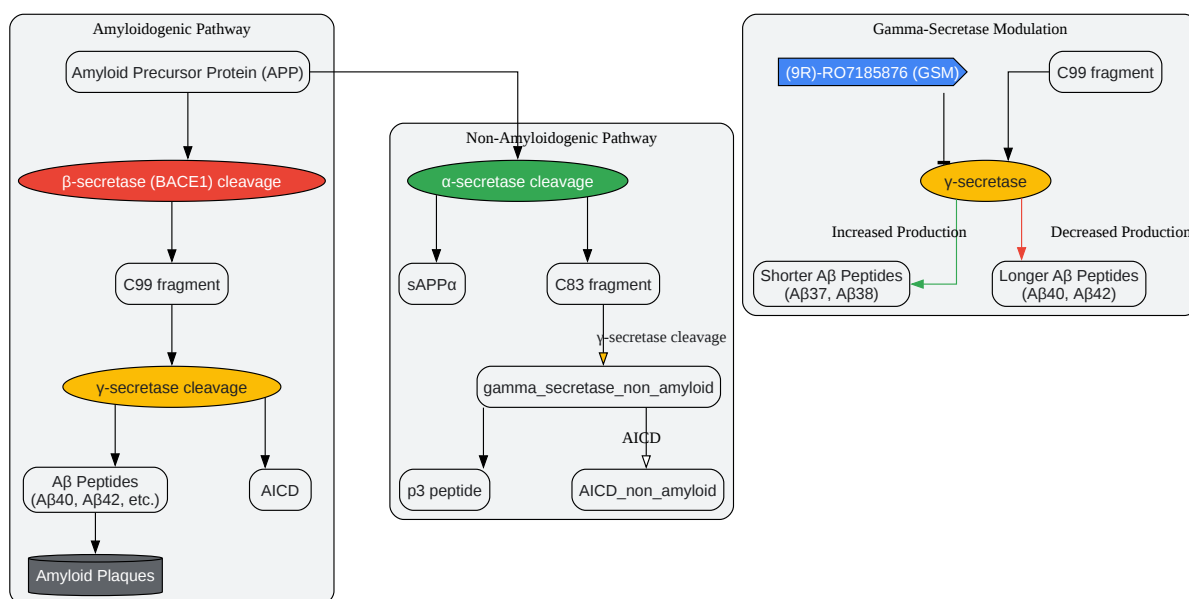 Amyloidogenic Pathway
Amyloid Precursor Protein (APP)
β-secretase (BACE1) cleavage
C99 fragment
γ-secretase cleavage
Aβ Peptides
(Aβ40, Aβ42, etc.)
AICD
Amyloid Plaques
Non-Amyloidogenic Pathway
α-secretase cleavage
sAPPα
C83 fragment
γ-secretase cleavage
gamma_secretase_non_amyloid
AICD
p3 peptide
AICD_non_amyloid
Gamma-Secretase Modulation
(9R)-RO7185876 (GSM)
C99 fragment
γ-secretase
Increased Production
Decreased Production
Shorter Aβ Peptides
(Aβ37, Aβ38)
Longer Aβ Peptides
(Aβ40, Aβ42)